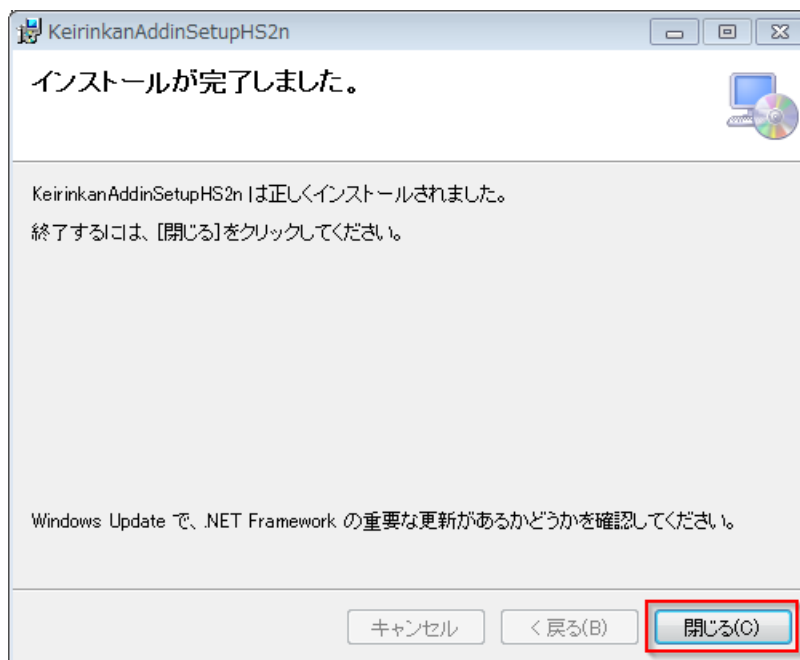 KeirinkanAddinSetupHS2n
インストールが完了しました。
KeirinkanAddinSetupHS2n は正しくインストールされました。
終了するには、[閉じる]をクリックしてください。
Windows Update で、.NET Framework の重要な更新があるかどうかを確認してください。
キャンセル
< 戻る(B)
閉じる(C)